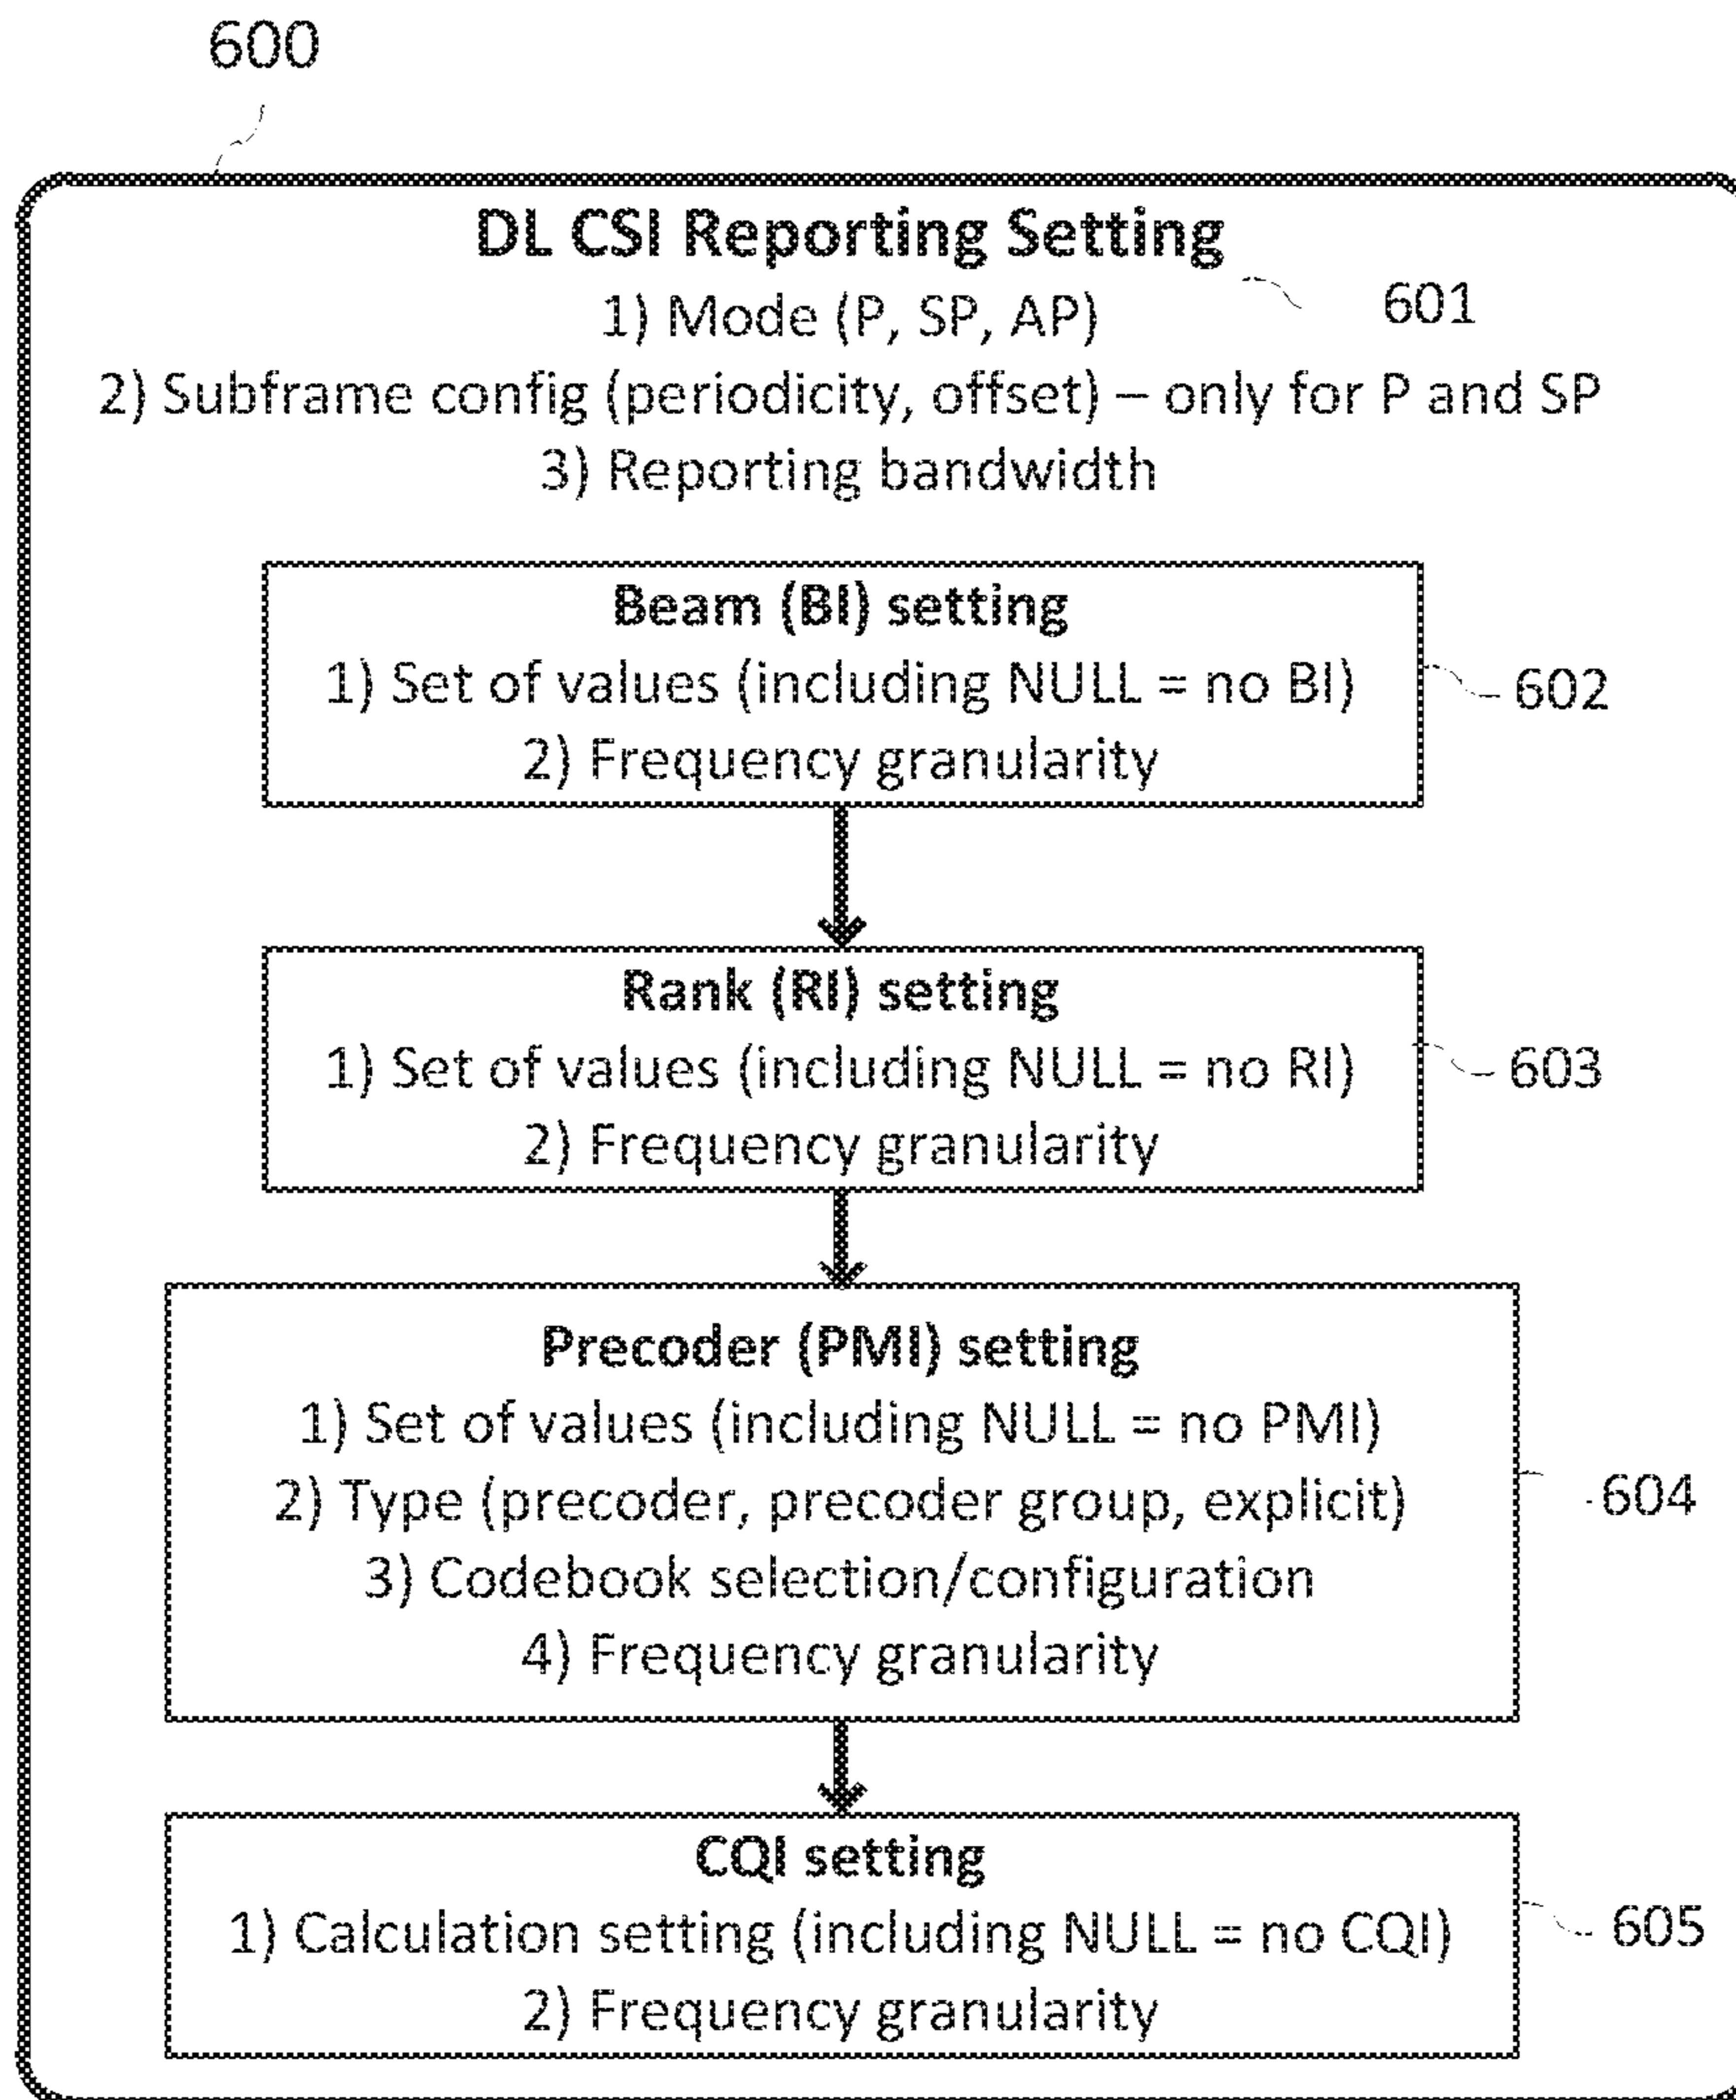 600
DL CSI Reporting Setting
1) Mode (P, SP, AP)
601
2) Subframe config (periodicity, offset) – only for P and SP
3) Reporting bandwidth
Beam (BI) setting
1) Set of values (including NULL = no BI)
2) Frequency granularity
602
Rank (RI) setting
1) Set of values (including NULL = no RI)
2) Frequency granularity
603
Precoder (PMI) setting
1) Set of values (including NULL = no PMI)
2) Type (precoder, precoder group, explicit)
3) Codebook selection/configuration
4) Frequency granularity
604
CQI setting
1) Calculation setting (including NULL = no CQI)
2) Frequency granularity
605